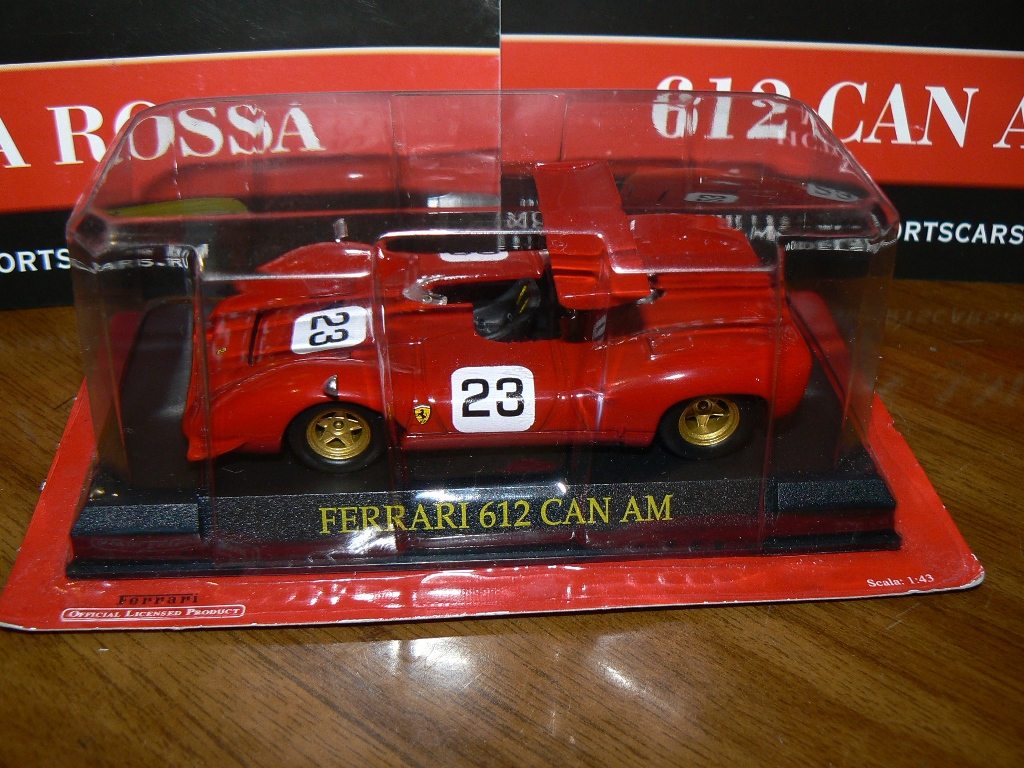 A ROSSA
612 CAN A
ORTS
ORTSCARS
23
23
FERRARI 612 CAN AM
Ferrari
OFFICIAL LICENSED PRODUCT
Scala: 1:43